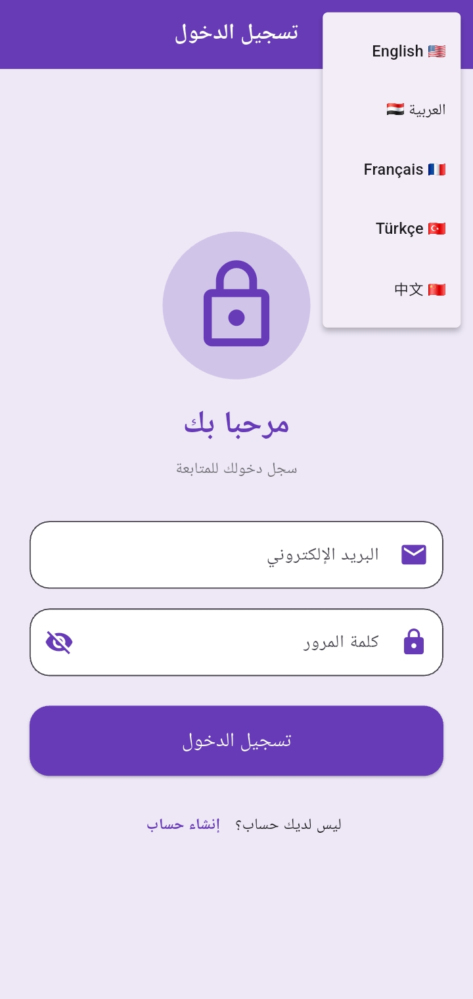 تسجيل الدخول
English 🇺🇸
العربية 🇪🇬
Français 🇫🇷
Türkçe 🇹🇷
中文 🇨🇳
مرحبا بك
سجل دخولك للمتابعة
البريد الإلكتروني
كلمة المرور
تسجيل الدخول
ليس لديك حساب؟ إنشاء حساب